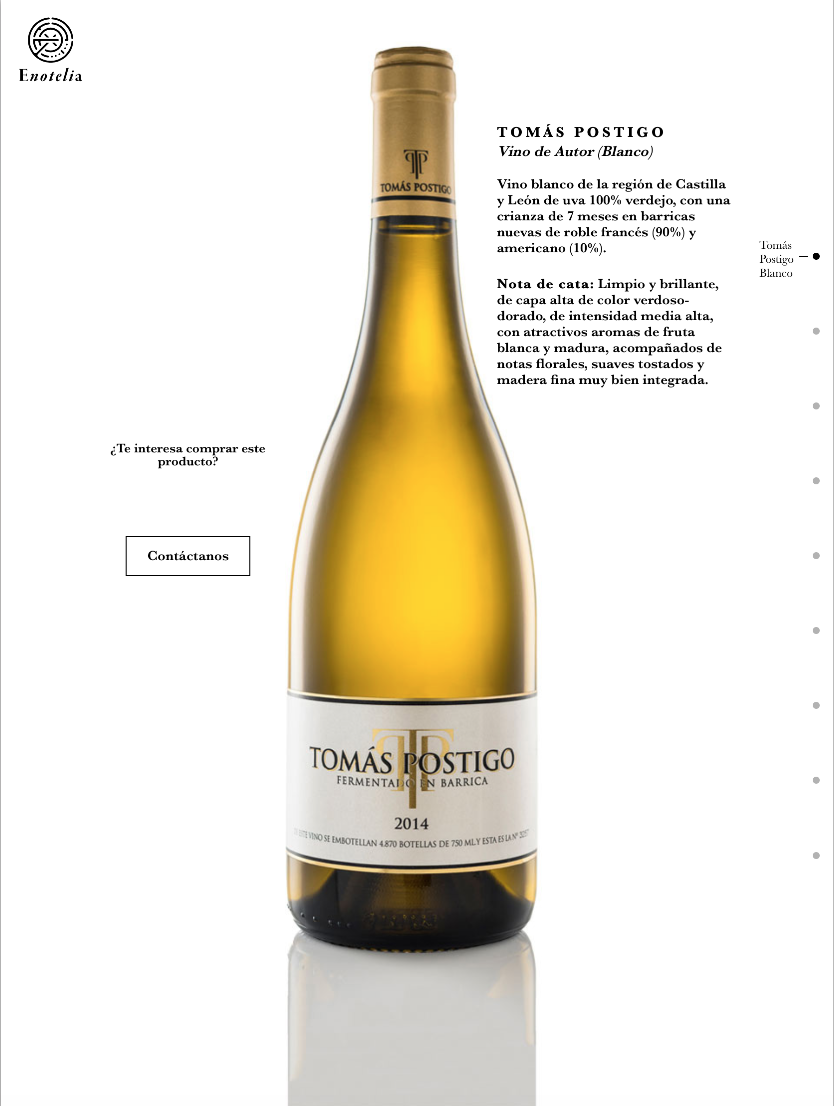 Enotelia
TOMÁS POSTIGO
Vino de Autor (Blanco)
Vino blanco de la región de Castilla
y León de uva 100% verdejo, con una
crianza de 7 meses en barricas
nuevas de roble francés (90%) y
americano (10%).
Nota de cata: Limpio y brillante,
de capa alta de color verdoso-
dorado, de intensidad media alta,
con atractivos aromas de fruta
blanca y madura, acompañados de
notas florales, suaves tostados y
madera fina muy bien integrada.
Tomás
Postigo
Blanco
¿Te interesa comprar este
producto?
Contáctanos
TOMÁS POSTIGO
TOMÁS POSTIGO
FERMENTADO EN BARRICA
2014
ESTE VINO SE EMBOTELLAN 4.870 BOTELLAS DE 750 ML.Y ESTA ES LA Nº